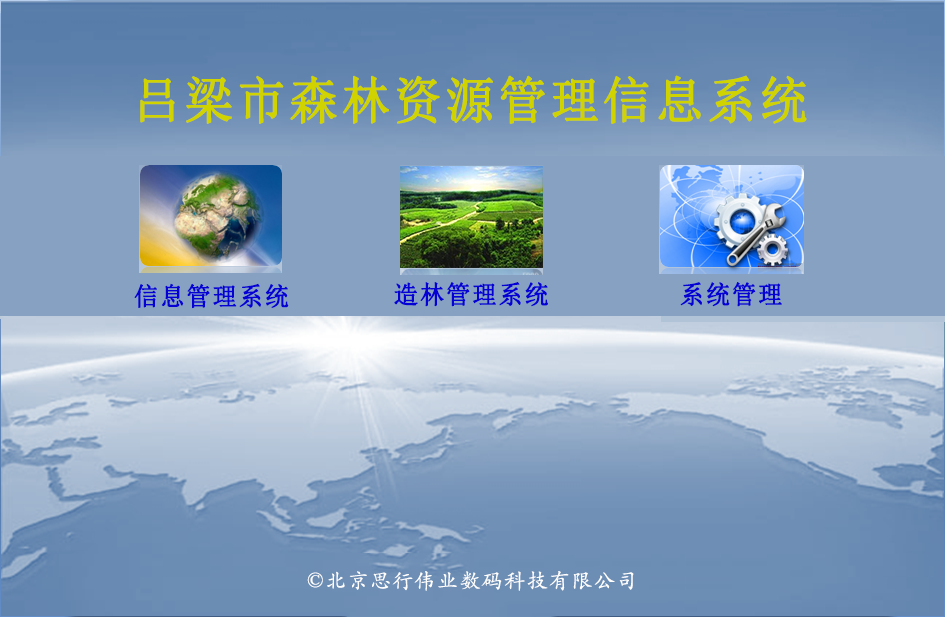 吕梁市森林资源管理信息系统
信息管理系统
造林管理系统
系统管理
©北京思行伟业数码科技有限公司